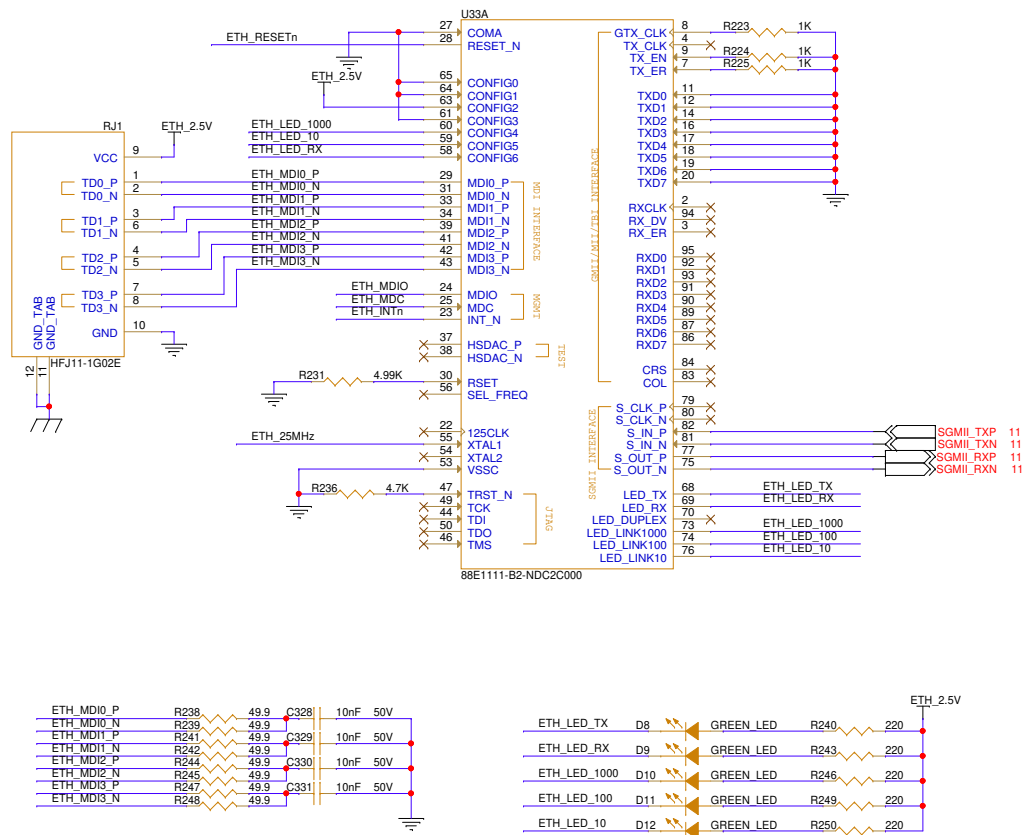 U33A
27 COMA
28 RESET_N
ETH_RESETn
ETH_2.5V
65 CONFIG0
64 CONFIG1
63 CONFIG2
61 CONFIG3
ETH_LED_1000 60 CONFIG4
ETH_LED_10 59 CONFIG5
ETH_LED_RX 58 CONFIG6
RJ1
ETH_2.5V
VCC 9
TD0_P 1 ETH_MDI0_P 29 MDI0_P
TD0_N 2 ETH_MDI0_N 31 MDI0_N
TD1_P 3 ETH_MDI1_P 33 MDI1_P
TD1_N 6 ETH_MDI1_N 34 MDI1_N
TD2_P 4 ETH_MDI2_P 39 MDI2_P
TD2_N 5 ETH_MDI2_N 41 MDI2_N
TD3_P 7 ETH_MDI3_P 42 MDI3_P
TD3_N 8 ETH_MDI3_N 43 MDI3_N
MDI INTERFACE
GND 10
GND_TAB 12
GND_TAB 11
HFJ11-1G02E
ETH_MDIO 24 MDIO
ETH_MDC 25 MDC
ETH_INTn 23 INT_N
MGMT
37 HSDAC_P
38 HSDAC_N
TEST
R231 4.99K 30 RSET
56 SEL_FREQ
22 125CLK
ETH_25MHz 55 XTAL1
54 XTAL2
53 VSSC
R236 4.7K 47 TRST_N
49 TCK
44 TDI
50 TDO
46 TMS
JTAG
88E1111-B2-NDC2C000
GTX_CLK 8 R223 1K
TX_CLK 4
TX_EN 9 R224 1K
TX_ER 7 R225 1K
TXD0 11
TXD1 12
TXD2 14
TXD3 16
TXD4 17
TXD5 18
TXD6 19
TXD7 20
GMII/MII/TBI INTERFACE
RXCLK 2
RX_DV 94
RX_ER 3
RXD0 95
RXD1 92
RXD2 93
RXD3 91
RXD4 90
RXD5 89
RXD6 87
RXD7 86
CRS 84
COL 83
SGMII INTERFACE
S_CLK_P 79
S_CLK_N 80
S_IN_P 82 SGMII_TXP 11
S_IN_N 81 SGMII_TXN 11
S_OUT_P 77 SGMII_RXP 11
S_OUT_N 75 SGMII_RXN 11
LED_TX 68 ETH_LED_TX
LED_RX 69 ETH_LED_RX
LED_DUPLEX 70
LED_LINK1000 73 ETH_LED_1000
LED_LINK100 74 ETH_LED_100
LED_LINK10 76 ETH_LED_10
ETH_MDI0_P R238 49.9 C328 10nF 50V
ETH_MDI0_N R239 49.9
ETH_MDI1_P R241 49.9 C329 10nF 50V
ETH_MDI1_N R242 49.9
ETH_MDI2_P R244 49.9 C330 10nF 50V
ETH_MDI2_N R245 49.9
ETH_MDI3_P R247 49.9 C331 10nF 50V
ETH_MDI3_N R248 49.9
ETH_2.5V
ETH_LED_TX D8 GREEN_LED R240 220
ETH_LED_RX D9 GREEN_LED R243 220
ETH_LED_1000 D10 GREEN_LED R246 220
ETH_LED_100 D11 GREEN_LED R249 220
ETH_LED_10 D12 GREEN_LED R250 220